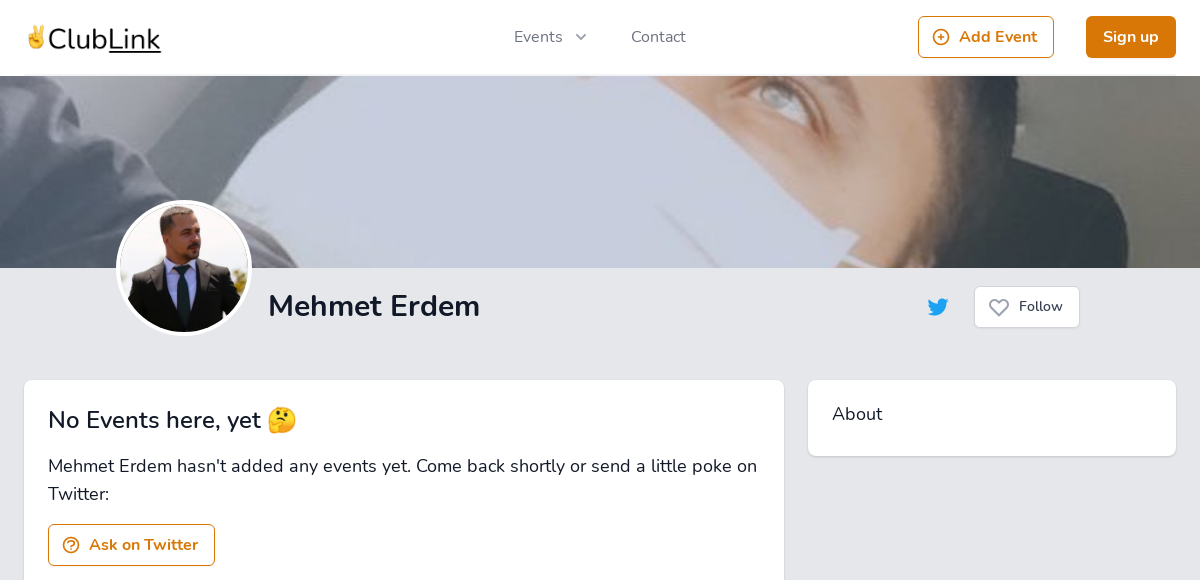 ✌️ClubLink
Events
Contact
Add Event
Sign up
Mehmet Erdem
Follow
No Events here, yet 🤔
Mehmet Erdem hasn't added any events yet. Come back shortly or send a little poke on
Twitter:
Ask on Twitter
About